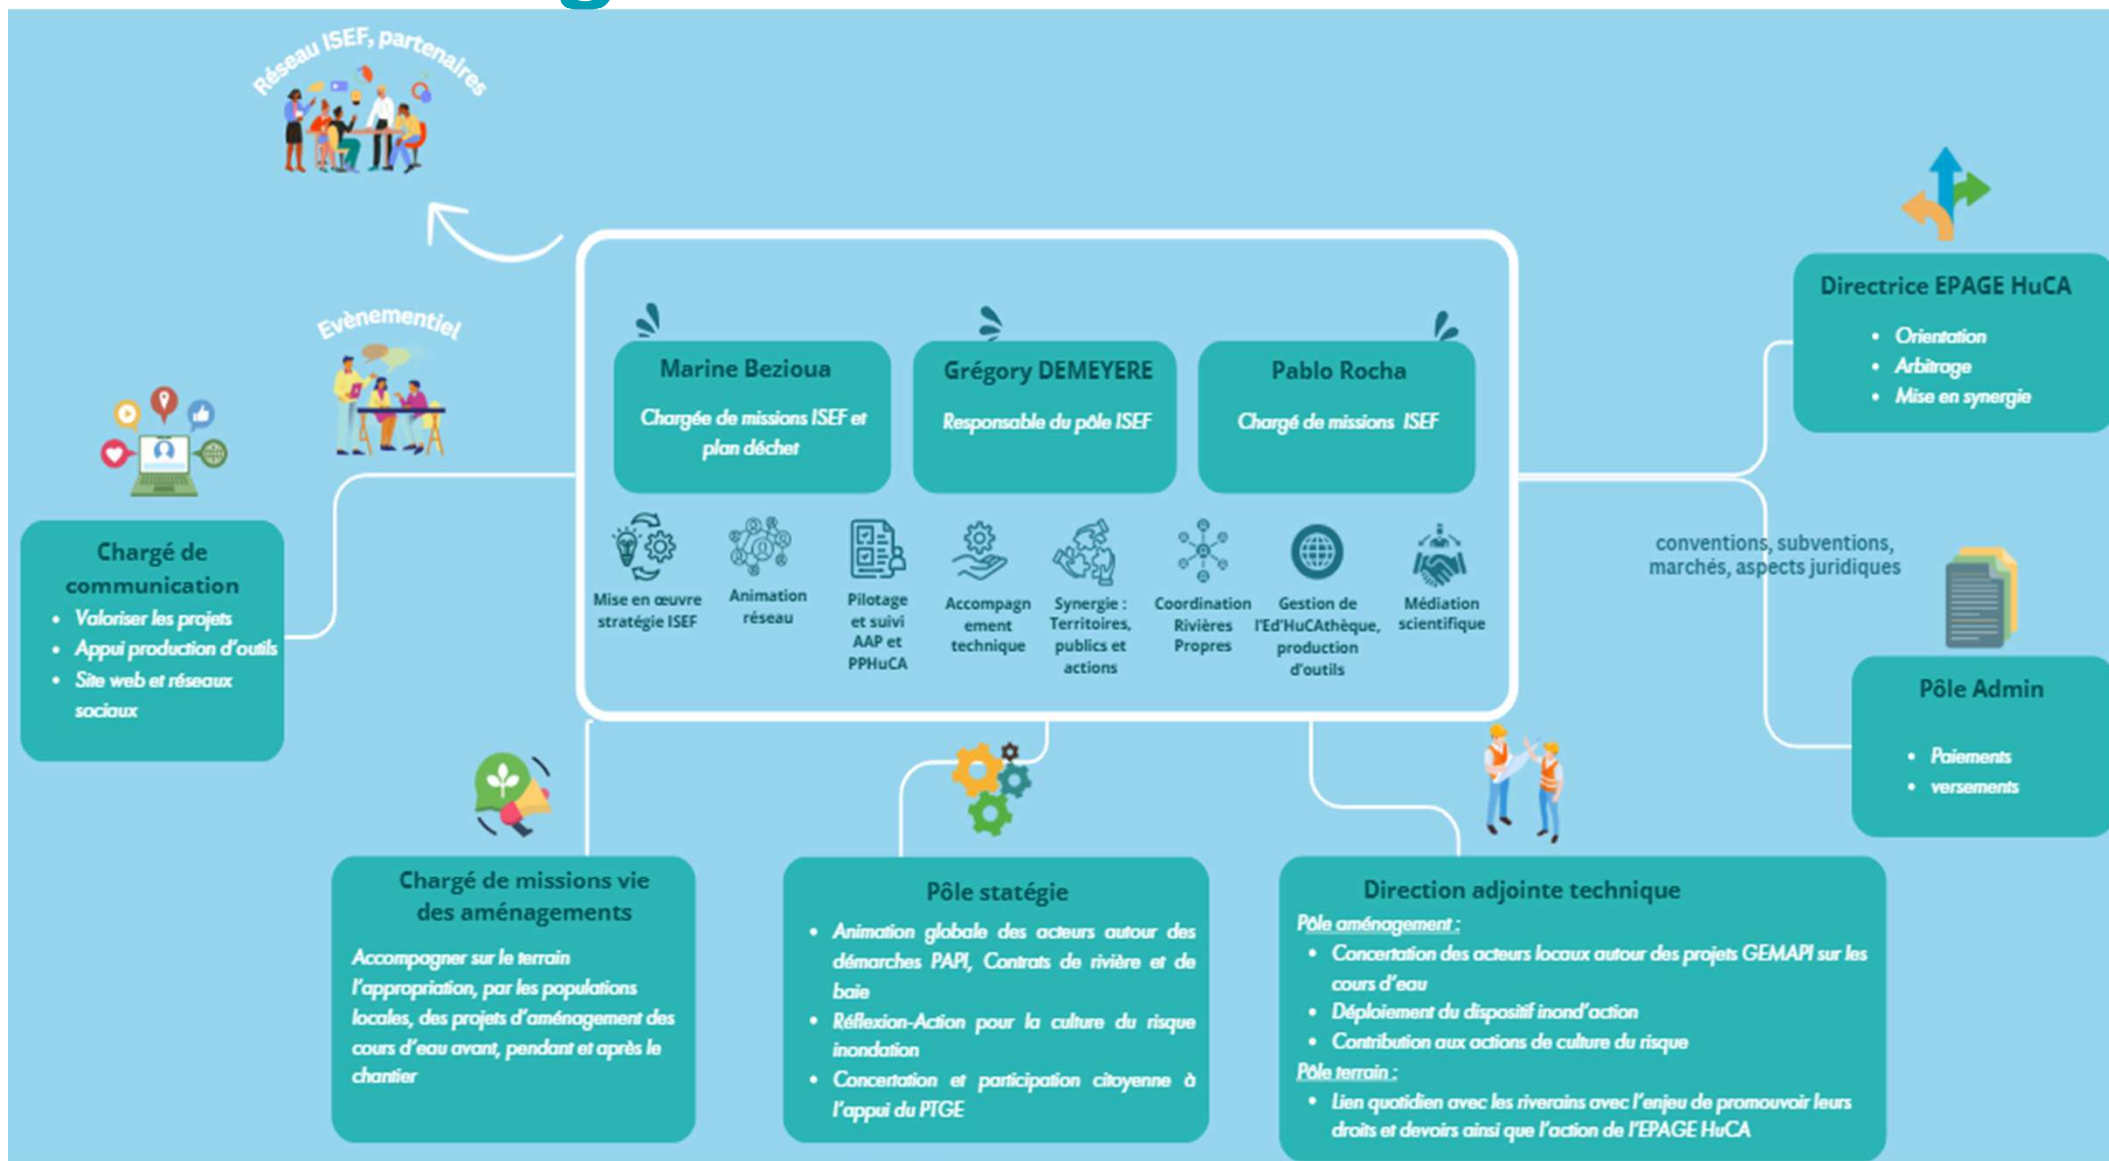 Réseau ISEF, partenaires
Evènementiel
Directrice EPAGE HuCA
• Orientation
• Arbitrage
• Mise en synergie
Marine Bezioua
Chargée de missions ISEF et
plan déchet
Grégory DEMEYERE
Responsable du pôle ISEF
Pablo Rocha
Chargé de missions ISEF
Mise en œuvre
stratégie ISEF
Animation
réseau
Pilotage
et suivi
AAP et
PPHuCA
Accompagn
ement
technique
Synergie :
Territoires,
publics et
actions
Coordination
Rivières
Propres
Gestion de
l'Ed'HuCAthèque,
production
d'outils
Médiation
scientifique
Chargé de
communication
• Valoriser les projets
• Appui production d'outils
• Site web et réseaux
sociaux
conventions, subventions,
marchés, aspects juridiques
Pôle Admin
• Paiements
• versements
Chargé de missions vie
des aménagements
Accompagner sur le terrain
l'appropriation, par les populations
locales, des projets d'aménagement des
cours d'eau avant, pendant et après le
chantier
Pôle statégie
• Animation globale des acteurs autour des
démarches PAPI, Contrats de rivière et de
baie
• Réflexion-Action pour la culture du risque
inondation
• Concertation et participation citoyenne à
l'appui du PTGE
Direction adjointe technique
Pôle aménagement :
• Concertation des acteurs locaux autour des projets GEMAPI sur les
cours d'eau
• Déploiement du dispositif inond'action
• Contribution aux actions de culture du risque
Pôle terrain :
• Lien quotidien avec les riverains avec l'enjeu de promouvoir leurs
droits et devoirs ainsi que l'action de l'EPAGE HuCA